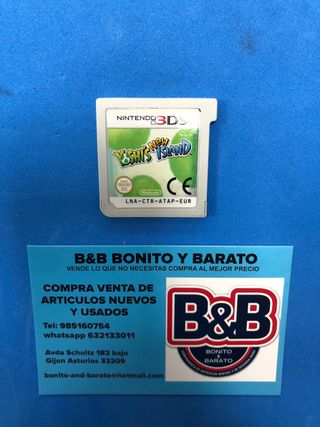 NINTENDO 3DS
YOSHI'S NEW ISLAND
Nintendo
CE
LNA-CTR-ATAP-EUR
B&B BONITO Y BARATO
VENDE LO QUE NO NECESITAS COMPRA AL MEJOR PRECIO
COMPRA VENTA DE
ARTICULOS NUEVOS
Y USADOS
Tel: 985160754
whatsapp 632133011
Avda Schultz 182 bajo
Gijon Asturias 33209
bonito-and-barato@hotmail.com
B&B
BONITO
&
BARATO